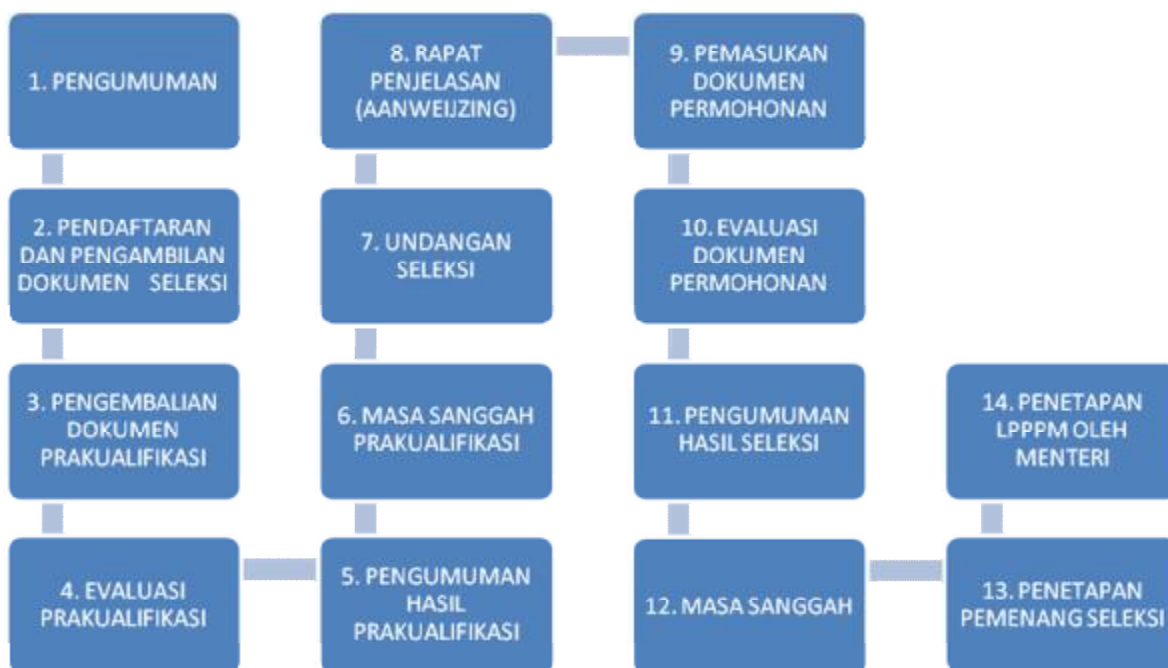 1. PENGUMUMAN
2. PENDAFTARAN
DAN PENGAMBILAN
DOKUMEN SELEKSI
3. PENGEMBALIAN
DOKUMEN
PRAKUALIFIKASI
4. EVALUASI
PRAKUALIFIKASI
5. PENGUMUMAN
HASIL
PRAKUALIFIKASI
6. MASA SANGGAH
PRAKUALIFIKASI
7. UNDANGAN
SELEKSI
8. RAPAT
PENJELASAN
(AANWEIJZING)
9. PEMASUKAN
DOKUMEN
PERMOHONAN
10. EVALUASI
DOKUMEN
PERMOHONAN
11. PENGUMUMAN
HASIL SELEKSI
12. MASA SANGGAH
13. PENETAPAN
PEMENANG SELEKSI
14. PENETAPAN
LPPPM OLEH
MENTERI